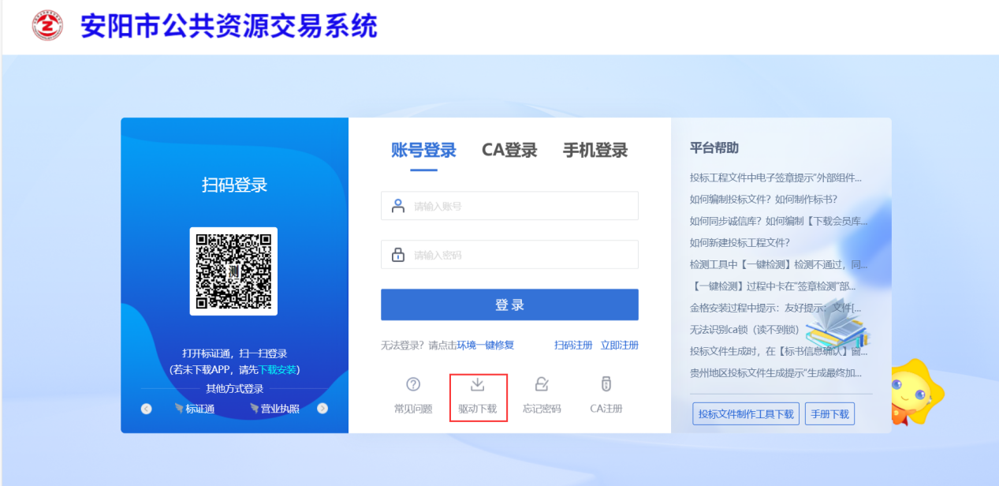 安阳市公共资源交易系统
扫码登录
测
打开标证通，扫一扫登录
(若未下载APP，请先下载安装)
其他方式登录
标证通
营业执照
账号登录
CA登录
手机登录
请输入账号
请输入密码
登 录
无法登录？请点击环境一键修复
扫码注册
立即注册
常见问题
驱动下载
忘记密码
CA注册
平台帮助
投标工程文件中电子签章提示"外部组件...
如何编制投标文件？如何制作标书？
如何同步诚信库？如何编制【下载会员库...
如何新建投标工程文件？
检测工具中【一键检测】检测不通过，同...
【一键检测】过程中卡在"签章检测"部...
金格安装过程中提示：友好提示：文件[...
无法识别ca锁（读不到锁）
投标文件生成时，在【标书信息确认】窗...
贵州地区投标文件生成提示"生成最终加...
投标文件制作工具下载
手册下载